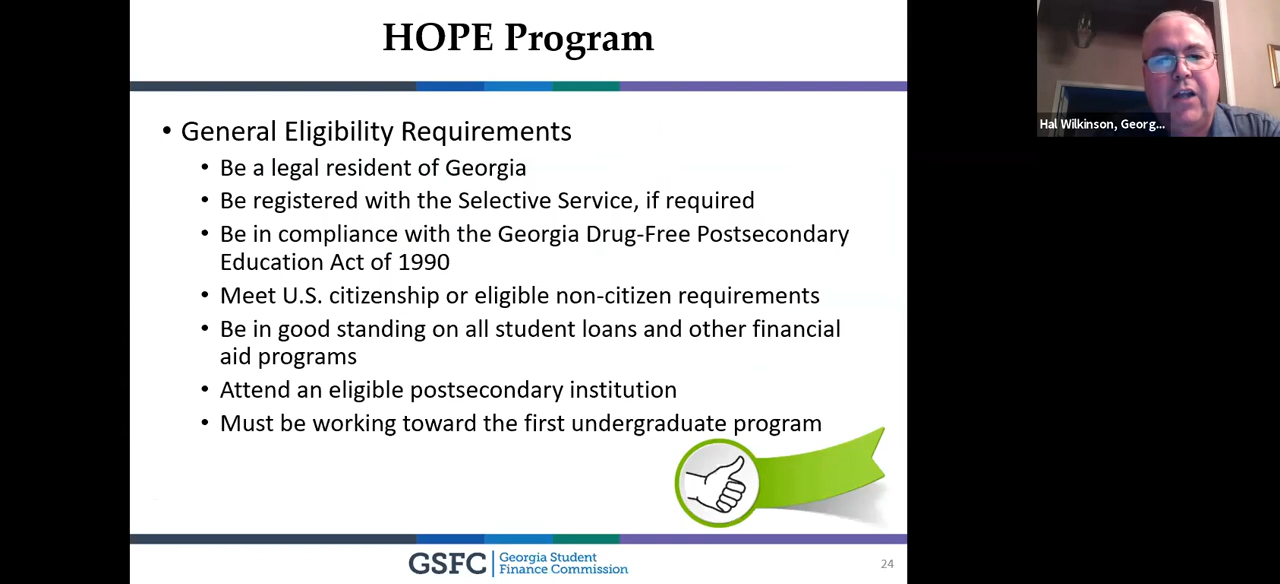 HOPE Program
• General Eligibility Requirements
• Be a legal resident of Georgia
• Be registered with the Selective Service, if required
• Be in compliance with the Georgia Drug-Free Postsecondary
Education Act of 1990
• Meet U.S. citizenship or eligible non-citizen requirements
• Be in good standing on all student loans and other financial
aid programs
• Attend an eligible postsecondary institution
• Must be working toward the first undergraduate program
GSFC
Georgia Student
Finance Commission
24
Hal Wilkinson, Georg...